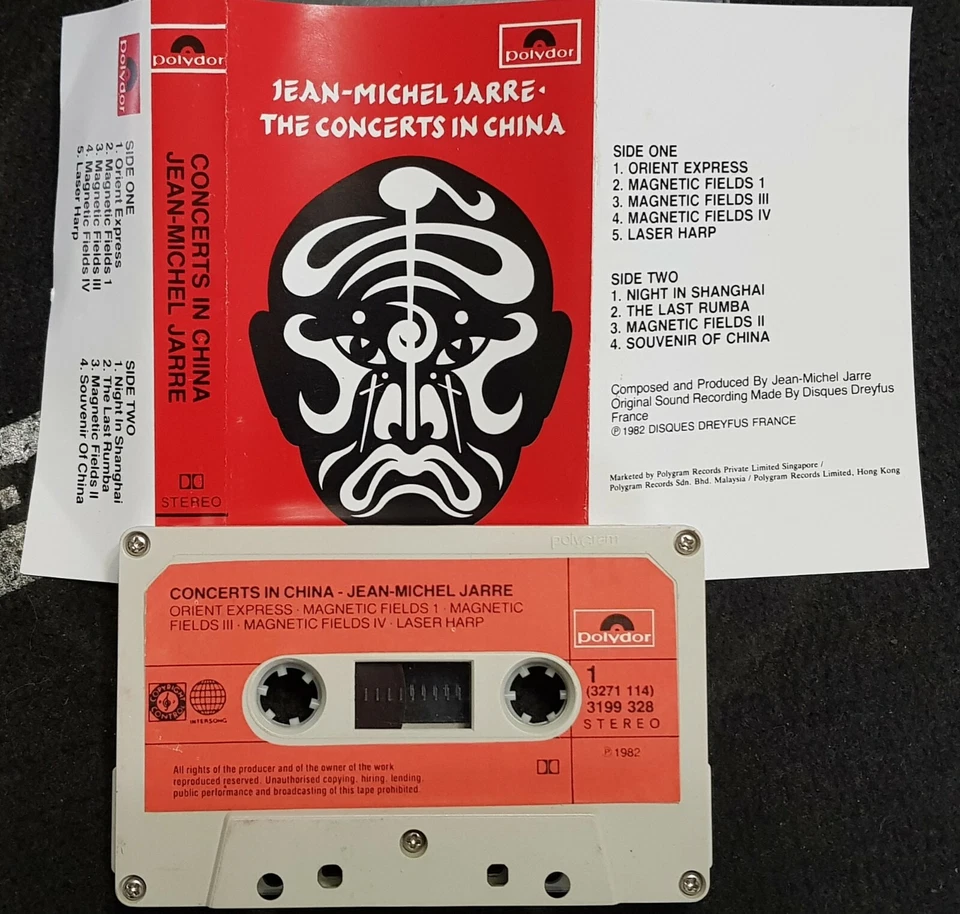 polydor
SIDE ONE
1. Orient Express
2. Magnetic Fields 1
3. Magnetic Fields III
4. Magnetic Fields IV
5. Laser Harp
SIDE TWO
1. Night In Shanghai
2. The Last Rumba
3. Magnetic Fields II
4. Souvenir Of China
polydor
CONCERTS IN CHINA
JEAN-MICHEL JARRE
STEREO
polydor
JEAN-MICHEL JARRE·
THE CONCERTS IN CHINA
SIDE ONE
1. ORIENT EXPRESS
2. MAGNETIC FIELDS 1
3. MAGNETIC FIELDS III
4. MAGNETIC FIELDS IV
5. LASER HARP
SIDE TWO
1. NIGHT IN SHANGHAI
2. THE LAST RUMBA
3. MAGNETIC FIELDS II
4. SOUVENIR OF CHINA
Composed and Produced By Jean-Michel Jarre
Original Sound Recording Made By Disques Dreyfus
France
℗ 1982 DISQUES DREYFUS FRANCE
Marketed by Polygram Records Private Limited Singapore /
Polygram Records Sdn. Bhd. Malaysia / Polygram Records Limited, Hong Kong
polygram
CONCERTS IN CHINA - JEAN-MICHEL JARRE
ORIENT EXPRESS · MAGNETIC FIELDS 1 · MAGNETIC
FIELDS III · MAGNETIC FIELDS IV · LASER HARP
polydor
COPYRIGHT
CONTROL
INTERSONG
1
(3271 114)
3199 328
STEREO
℗ 1982
All rights of the producer and of the owner of the work
reproduced reserved. Unauthorised copying, hiring, lending,
public performance and broadcasting of this tape prohibited.